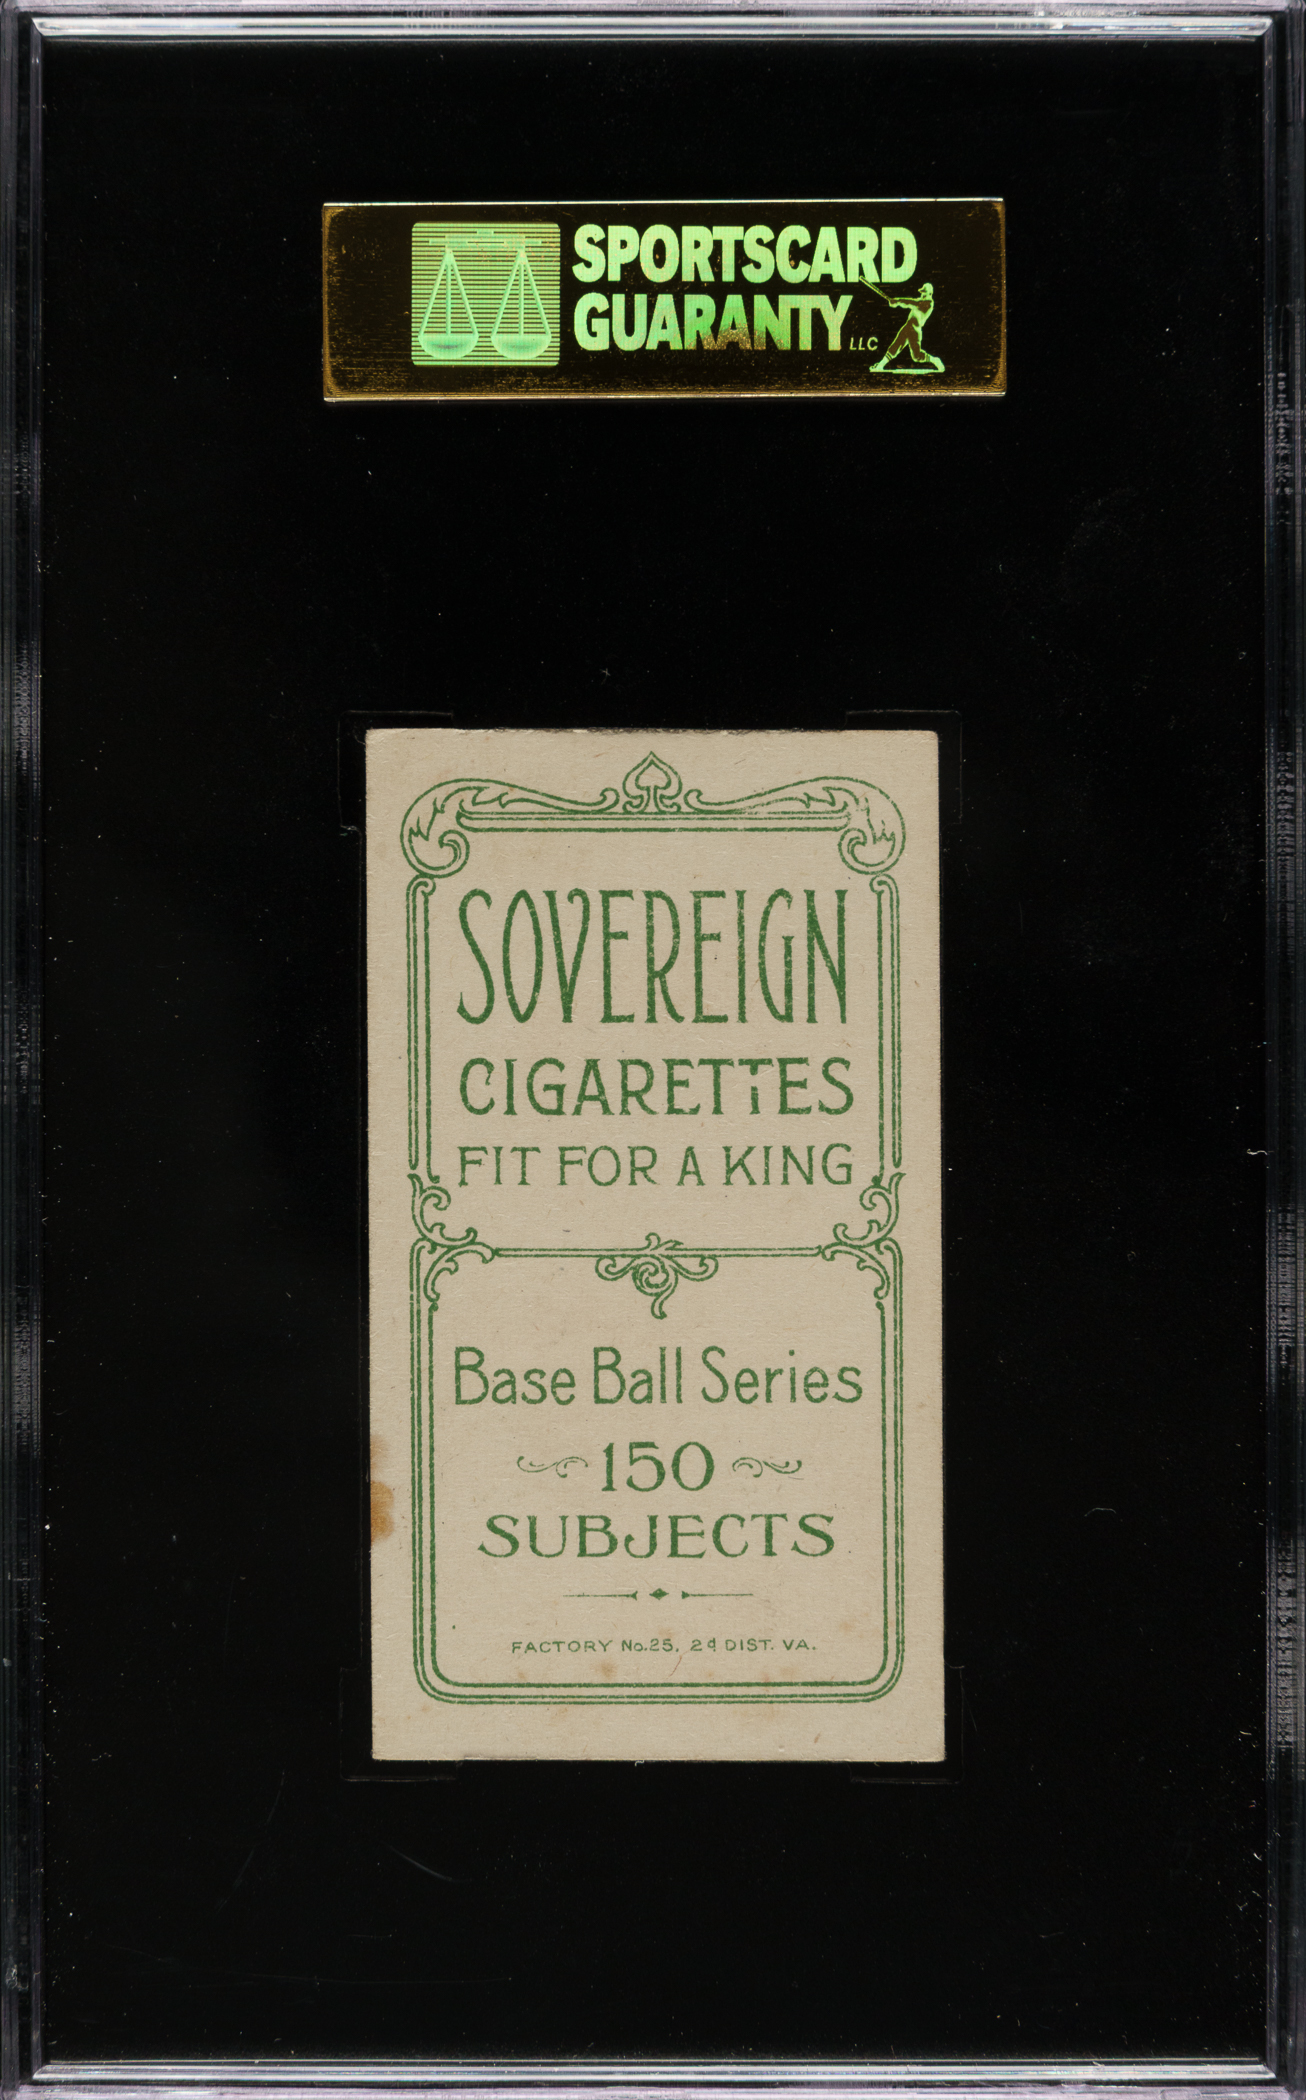 SPORTSCARD
GUARANTY LLC
SOVEREIGN
CIGARETTES
FIT FOR A KING
Base Ball Series
150
SUBJECTS
FACTORY No. 25, 2d DIST. VA.